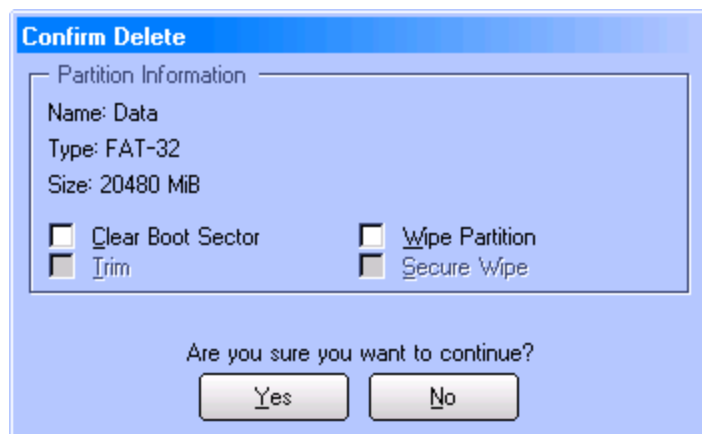 Confirm Delete
Partition Information
Name: Data
Type: FAT-32
Size: 20480 MiB
Clear Boot Sector Wipe Partition
Trim Secure Wipe
Are you sure you want to continue?
Yes No